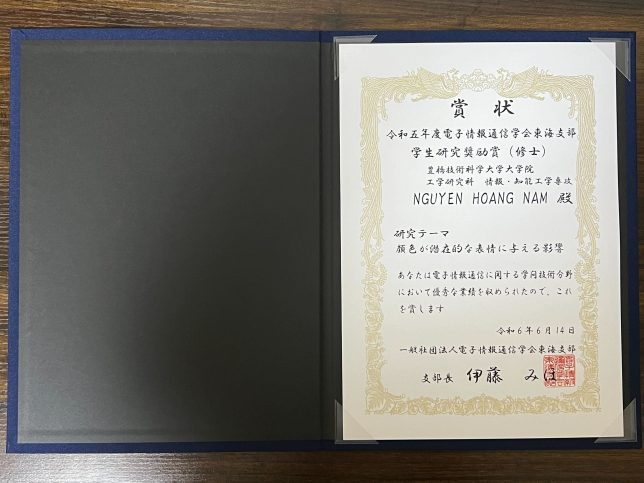 賞状
令和五年度電子情報通信学会東海支部
学生研究奨励賞（修士）
豊橋技術科学大学大学院
工学研究科 情報・知能工学専攻
NGUYEN HOANG NAM 殿
研究テーマ
顔色が潜在的な表情に与える影響
あなたは電子情報通信に関する学問技術分野
において優秀な業績を収められたので、これ
を賞します
令和6年6月14日
一般社団法人電子情報通信学会東海支部
支部長 伊藤 みほ